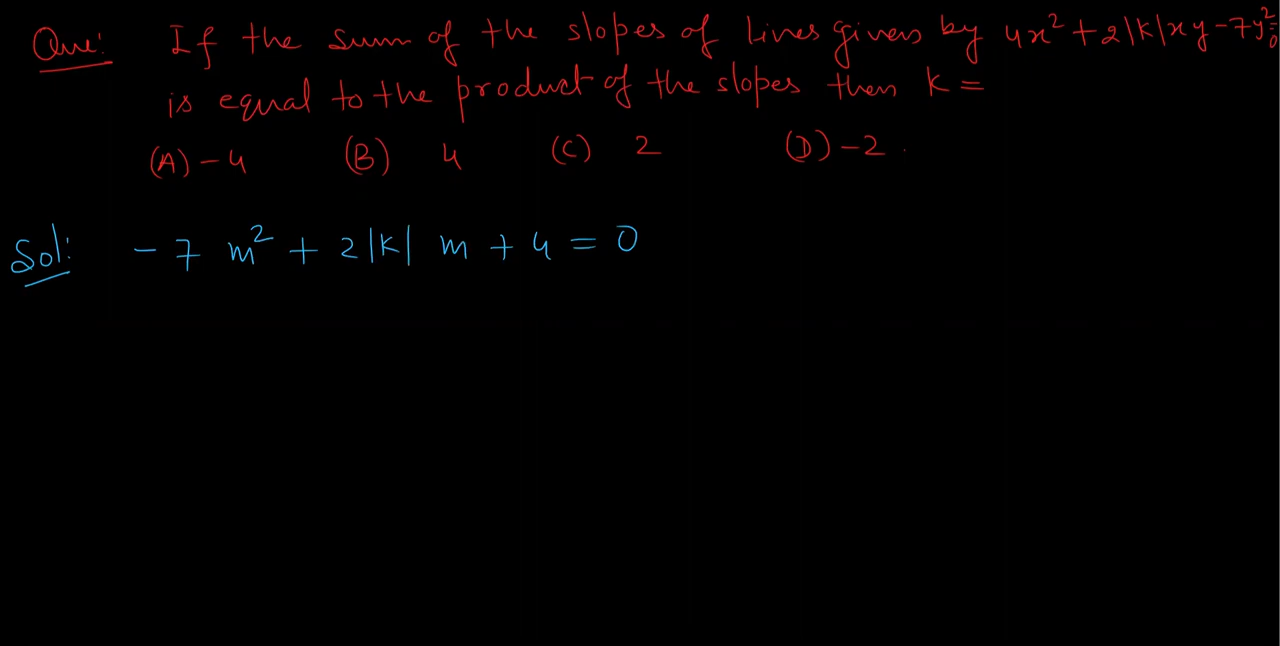 Que: If the sum of the slopes of lines given by 4x² + 2|k|xy - 7y² = 0
is equal to the product of the slopes then k =
(A) - 4 (B) 4 (C) 2 (D) - 2 .
Sol: - 7 m² + 2|k| m + 4 = 0